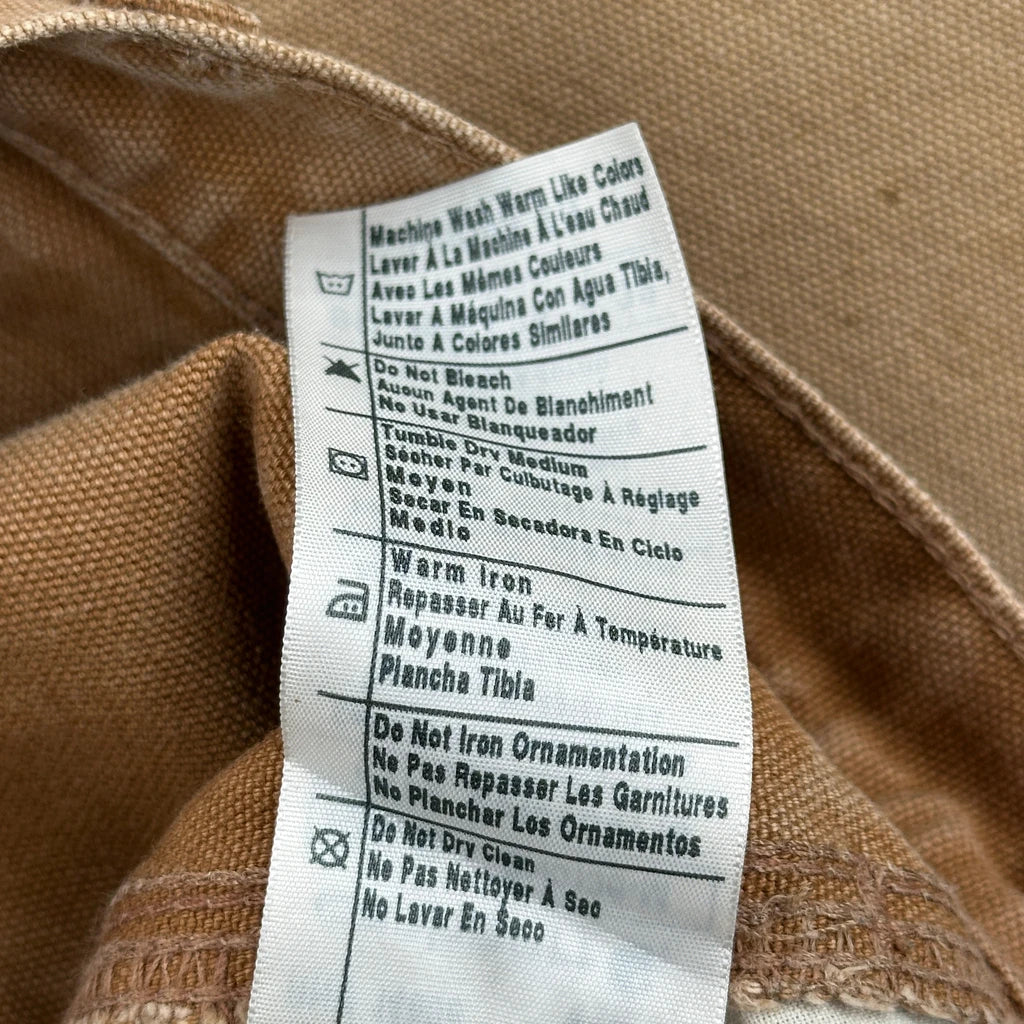 Machine Wash Warm Like Colors
Laver À La Machine À L'eau Chaud
Avec Les Mêmes Couleurs
Lavar A Máquina Con Agua Tibia,
Junto A Colores Similares
Do Not Bleach
Aucun Agent De Blanchiment
No Usar Blanqueador
Tumble Dry Medium
Sécher Par Culbutage À Réglage
Moyen
Secar En Secadora En Ciclo
Medio
Warm Iron
Repasser Au Fer À Température
Moyenne
Plancha Tibia
Do Not Iron Ornamentation
Ne Pas Repasser Les Garnitures
No Planchar Los Ornamentos
Do Not Dry Clean
Ne Pas Nettoyer À Sec
No Lavar En Seco